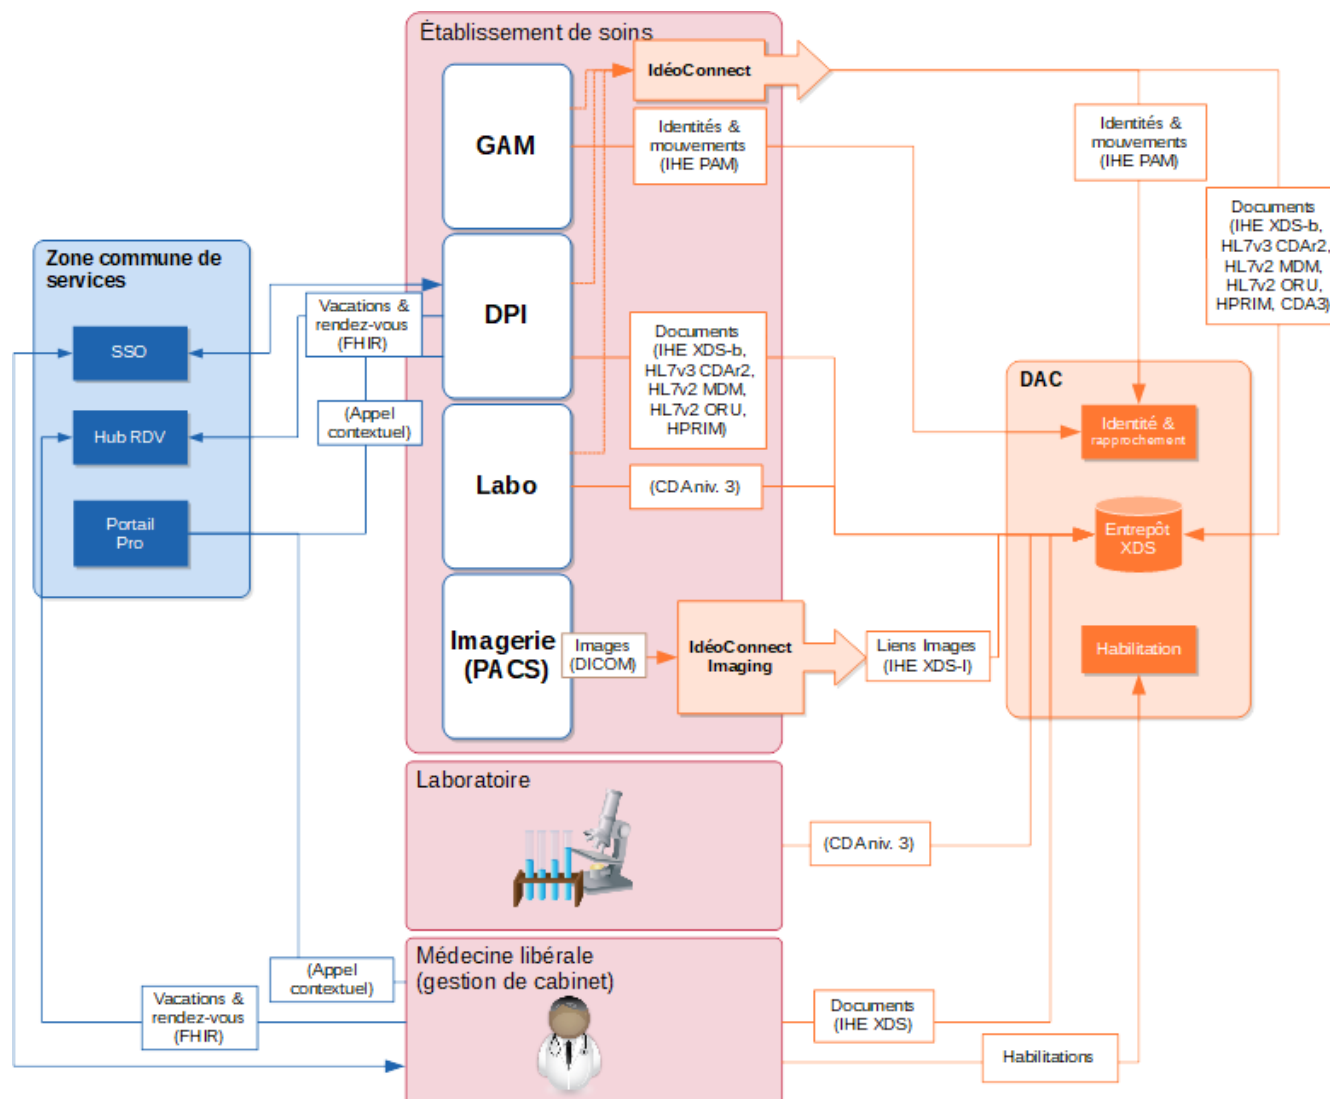 Établissement de soins
IdéoConnect
GAM
Identités &
mouvements
(IHE PAM)
Identités &
mouvements
(IHE PAM)
Documents
(IHE XDS-b,
HL7v3 CDAr2,
HL7v2 MDM,
HL7v2 ORU,
HPRIM, CDA3)
Zone commune de
services
SSO
Hub RDV
Portail
Pro
Vacations &
rendez-vous
(FHIR)
(Appel
contextuel)
DPI
Documents
(IHE XDS-b,
HL7v3 CDAr2,
HL7v2 MDM,
HL7v2 ORU,
HPRIM)
Labo
(CDA niv. 3)
DAC
Identité &
rapprochement
Entrepôt
XDS
Habilitation
Imagerie
(PACS)
Images
(DICOM)
IdéoConnect
Imaging
Liens Images
(IHE XDS-I)
Laboratoire
(CDA niv. 3)
Médecine libérale
(gestion de cabinet)
(Appel
contextuel)
Vacations &
rendez-vous
(FHIR)
Documents
(IHE XDS)
Habilitations